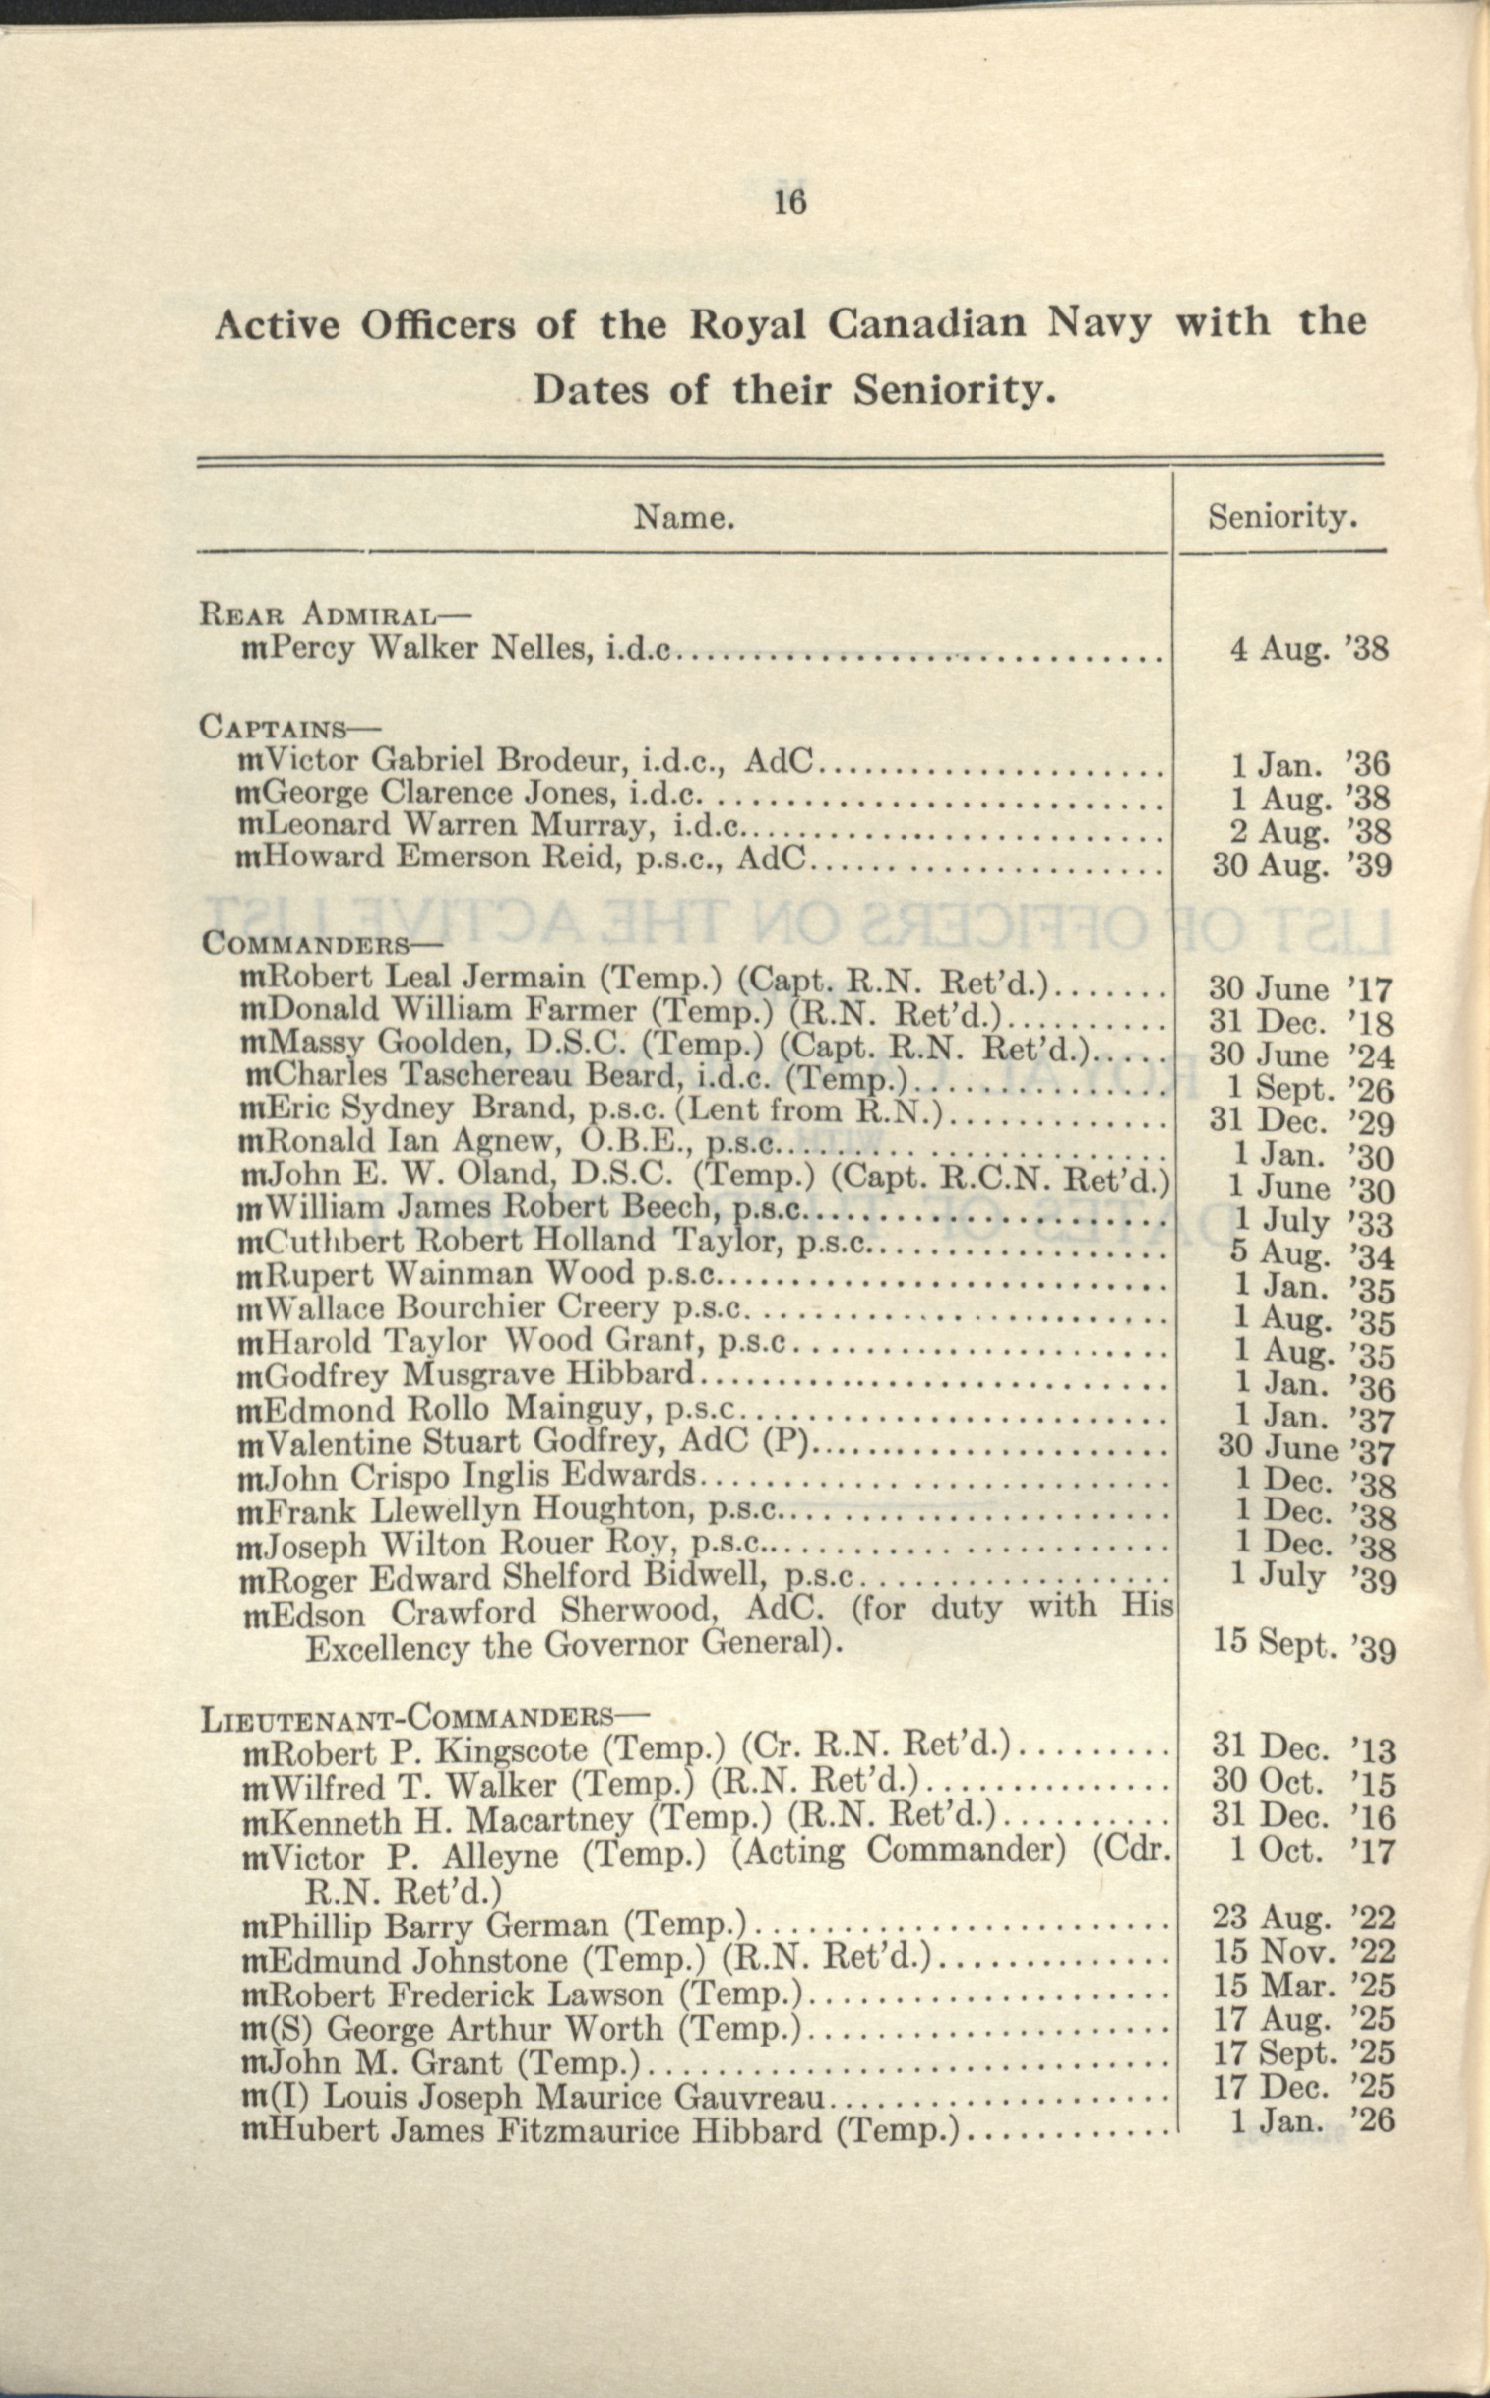 16
Active Officers of the Royal Canadian Navy with the
Dates of their Seniority.
Name. Seniority.
REAR ADMIRAL—
mPercy Walker Nelles, i.d.c. 4 Aug. '38
CAPTAINS—
mVictor Gabriel Brodeur, i.d.c., AdC. 1 Jan. '36
mGeorge Clarence Jones, i.d.c. 1 Aug. '38
mLeonard Warren Murray, i.d.c. 2 Aug. '38
mHoward Emerson Reid, p.s.c., AdC. 30 Aug. '39
COMMANDERS—
mRobert Leal Jermain (Temp.) (Capt. R.N. Ret'd.) 30 June '17
mDonald William Farmer (Temp.) (R.N. Ret'd.) 31 Dec. '18
mMassy Goolden, D.S.C. (Temp.) (Capt. R.N. Ret'd.) 30 June '24
mCharles Taschereau Beard, i.d.c. (Temp.) 1 Sept. '26
mEric Sydney Brand, p.s.c. (Lent from R.N.) 31 Dec. '29
mRonald Ian Agnew, O.B.E., p.s.c. 1 Jan. '30
mJohn E. W. Oland, D.S.C. (Temp.) (Capt. R.C.N. Ret'd.) 1 June '30
mWilliam James Robert Beech, p.s.c. 1 July '33
mCuthbert Robert Holland Taylor, p.s.c. 5 Aug. '34
mRupert Wainman Wood p.s.c. 1 Jan. '35
mWallace Bourchier Creery p.s.c. 1 Aug. '35
mHarold Taylor Wood Grant, p.s.c. 1 Aug. '35
mGodfrey Musgrave Hibbard 1 Jan. '36
mEdmond Rollo Mainguy, p.s.c. 1 Jan. '37
mValentine Stuart Godfrey, AdC (P) 30 June '37
mJohn Crispo Inglis Edwards 1 Dec. '38
mFrank Llewellyn Houghton, p.s.c. 1 Dec. '38
mJoseph Wilton Rouer Roy, p.s.c. 1 Dec. '38
mRoger Edward Shelford Bidwell, p.s.c. 1 July '39
mEdson Crawford Sherwood, AdC. (for duty with His
Excellency the Governor General). 15 Sept. '39
LIEUTENANT-COMMANDERS—
mRobert P. Kingscote (Temp.) (Cr. R.N. Ret'd.) 31 Dec. '13
mWilfred T. Walker (Temp.) (R.N. Ret'd.) 30 Oct. '15
mKenneth H. Macartney (Temp.) (R.N. Ret'd.) 31 Dec. '16
mVictor P. Alleyne (Temp.) (Acting Commander) (Cdr. 1 Oct. '17
R.N. Ret'd.)
mPhillip Barry German (Temp.) 23 Aug. '22
mEdmund Johnstone (Temp.) (R.N. Ret'd.) 15 Nov. '22
mRobert Frederick Lawson (Temp.) 15 Mar. '25
m(S) George Arthur Worth (Temp.) 17 Aug. '25
mJohn M. Grant (Temp.) 17 Sept. '25
m(I) Louis Joseph Maurice Gauvreau 17 Dec. '25
mHubert James Fitzmaurice Hibbard (Temp.) 1 Jan. '26